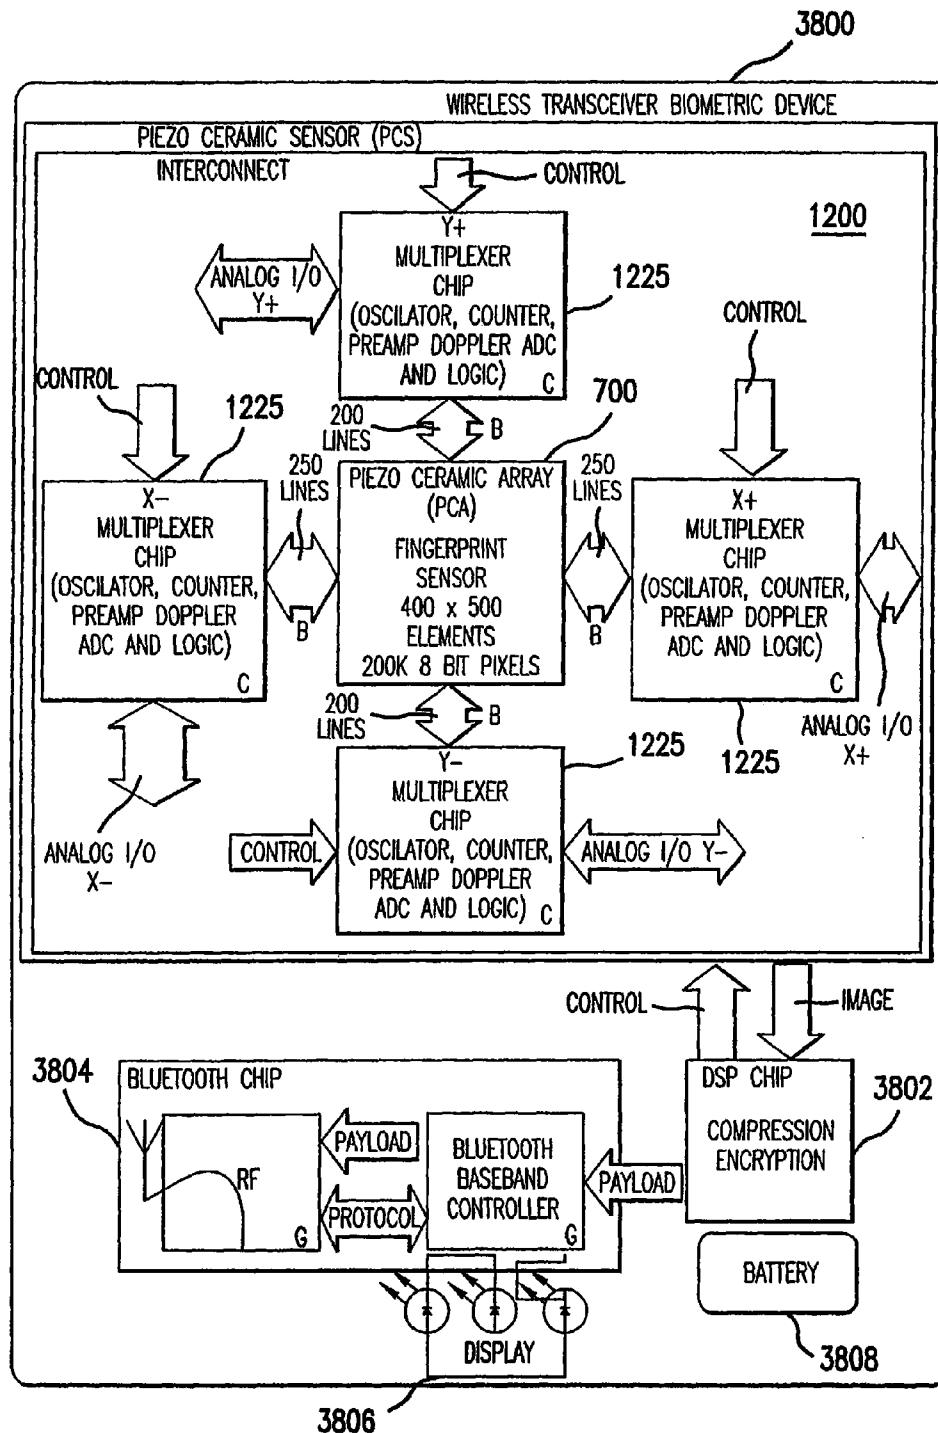 3800
WIRELESS TRANSCEIVER BIOMETRIC DEVICE
PIEZO CERAMIC SENSOR (PCS)
INTERCONNECT
CONTROL
1200
Y+
MULTIPLEXER
CHIP
(OSCILATOR, COUNTER,
PREAMP DOPPLER ADC
AND LOGIC)
C
ANALOG I/O
Y+
1225
CONTROL
CONTROL
1225
200
LINES
B
700
250
LINES
B
250
LINES
B
X-
MULTIPLEXER
CHIP
(OSCILATOR, COUNTER,
PREAMP DOPPLER
ADC AND LOGIC)
C
PIEZO CERAMIC ARRAY
(PCA)
FINGERPRINT
SENSOR
400 x 500
ELEMENTS
200K 8 BIT PIXELS
X+
MULTIPLEXER
CHIP
(OSCILATOR, COUNTER,
PREAMP DOPPLER
ADC AND LOGIC)
C
200
LINES
B
1225
1225
ANALOG I/O
X+
ANALOG I/O
X-
CONTROL
Y-
MULTIPLEXER
CHIP
(OSCILATOR, COUNTER,
PREAMP DOPPLER
ADC AND LOGIC)
C
ANALOG I/O Y-
CONTROL
IMAGE
3804
BLUETOOTH CHIP
RF
G
PAYLOAD
PROTOCOL
BLUETOOTH
BASEBAND
CONTROLLER
G
PAYLOAD
DSP CHIP
COMPRESSION
ENCRYPTION
3802
BATTERY
3808
DISPLAY
3806